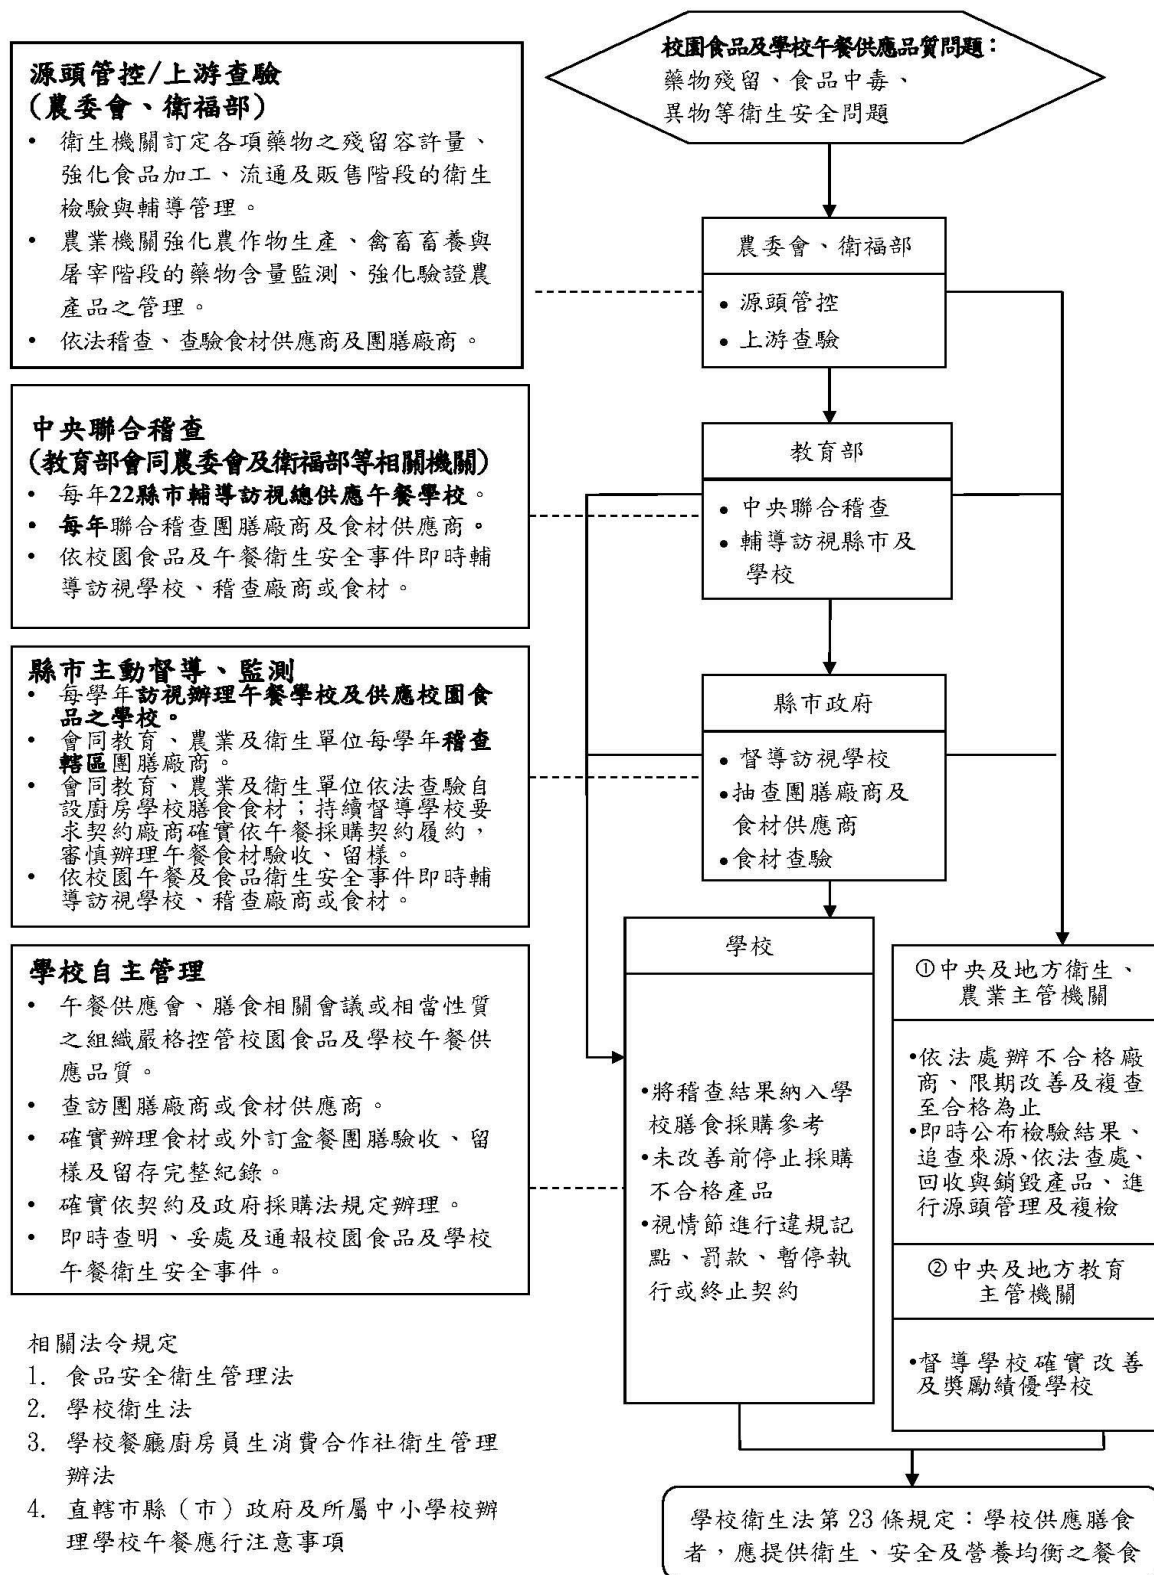 源頭管控/上游查驗
(農委會、衛福部)
• 衛生機關訂定各項藥物之殘留容許量、
強化食品加工、流通及販售階段的衛生
檢驗與輔導管理。
• 農業機關強化農作物生產、禽畜畜養與
屠宰階段的藥物含量監測、強化驗證農
產品之管理。
• 依法稽查、查驗食材供應商及團膳廠商。
中央聯合稽查
(教育部會同農委會及衛福部等相關機關)
• 每年22縣市輔導訪視總供應午餐學校。
• 每年聯合稽查團膳廠商及食材供應商。
• 依校園食品及午餐衛生安全事件即時輔
導訪視學校、稽查廠商或食材。
縣市主動督導、監測
• 每學年訪視辦理午餐學校及供應校園食
品之學校。
• 會同教育、農業及衛生單位每學年稽查
轄區團膳廠商。
• 會同教育、農業及衛生單位依法查驗自
設廚房學校膳食食材；持續督導學校要
求契約廠商確實依午餐採購契約履約，
審慎辦理午餐食材驗收、留樣。
• 依校園午餐及食品衛生安全事件即時輔
導訪視學校、稽查廠商或食材。
學校自主管理
• 午餐供應會、膳食相關會議或相當性質
之組織嚴格控管校園食品及學校午餐供
應品質。
• 查訪團膳廠商或食材供應商。
• 確實辦理食材或外訂盒餐團膳驗收、留
樣及留存完整紀錄。
• 確實依契約及政府採購法規定辦理。
• 即時查明、妥處及通報校園食品及學校
午餐衛生安全事件。
相關法令規定
1. 食品安全衛生管理法
2. 學校衛生法
3. 學校餐廳廚房員生消費合作社衛生管理
辦法
4. 直轄市縣（市）政府及所屬中小學校辦
理學校午餐應行注意事項
校園食品及學校午餐供應品質問題：
藥物殘留、食品中毒、
異物等衛生安全問題
農委會、衛福部
• 源頭管控
• 上游查驗
教育部
• 中央聯合稽查
• 輔導訪視縣市及
學校
縣市政府
• 督導訪視學校
•抽查團膳廠商及
食材供應商
•食材查驗
學校
•將稽查結果納入學
校膳食採購參考
•未改善前停止採購
不合格產品
•視情節進行違規記
點、罰款、暫停執
行或終止契約
①中央及地方衛生、
農業主管機關
•依法處辦不合格廠
商、限期改善及複查
至合格為止
•即時公布檢驗結果、
追查來源、依法查處、
回收與銷毀產品、進
行源頭管理及複檢
②中央及地方教育
主管機關
•督導學校確實改善
及獎勵績優學校
學校衛生法第 23 條規定：學校供應膳食
者，應提供衛生、安全及營養均衡之餐食